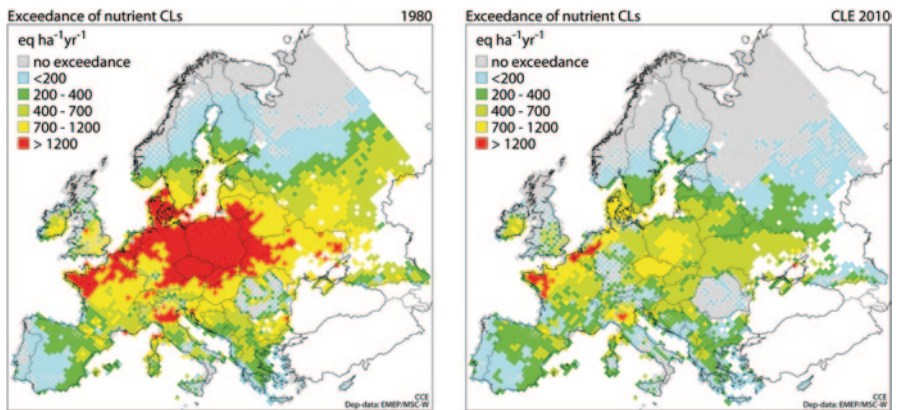 Exceedance of nutrient CLs 1980
eq ha⁻¹yr⁻¹
no exceedance
<200
200 - 400
400 - 700
700 - 1200
> 1200
CCE
Dep-data: EMEP/MSC-W
Exceedance of nutrient CLs CLE 2010
eq ha⁻¹yr⁻¹
no exceedance
<200
200 - 400
400 - 700
700 - 1200
> 1200
CCE
Dep-data: EMEP/MSC-W